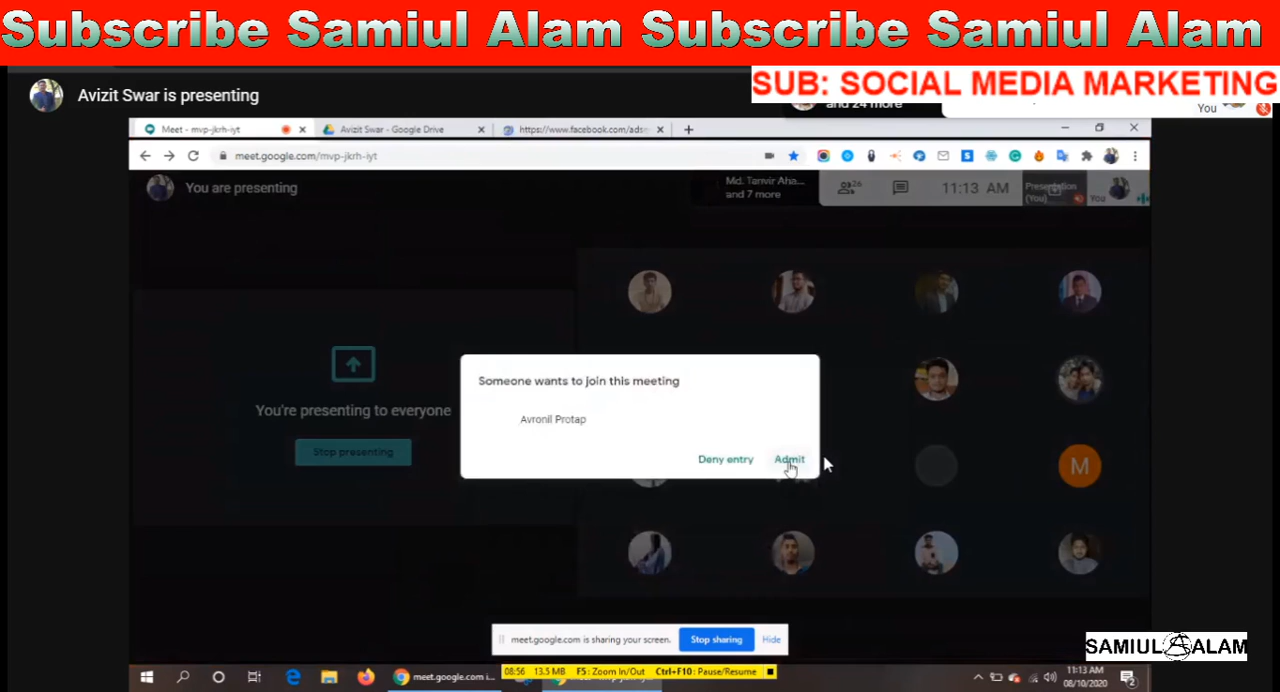 Subscribe Samiul Alam Subscribe Samiul Alam
SUB: SOCIAL MEDIA MARKETING
Avizit Swar is presenting
and 24 more
You
Meet - mvp-jkrh-iyt
Avizit Swar - Google Drive
https://www.facebook.com/ads
meet.google.com/mvp-jkrh-iyt
You are presenting
Md. Tanvir Aha...
and 7 more
26
11:13 AM
Presentation
(You)
You
Someone wants to join this meeting
Avronil Protap
You're presenting to everyone
Deny entry
Admit
Stop presenting
M
meet.google.com is sharing your screen.
Stop sharing
Hide
SAMIUL ALAM
meet.google.com i...
08:56 13.5 MB F5: Zoom In/Out Ctrl+F10: Pause/Resume
11:13 AM
08/10/2020
2